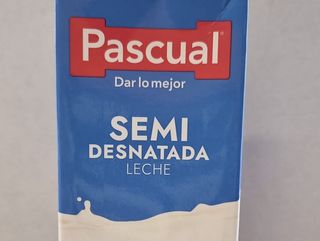 Pascual
Dar lo mejor
SEMI
DESNATADA
LECHE